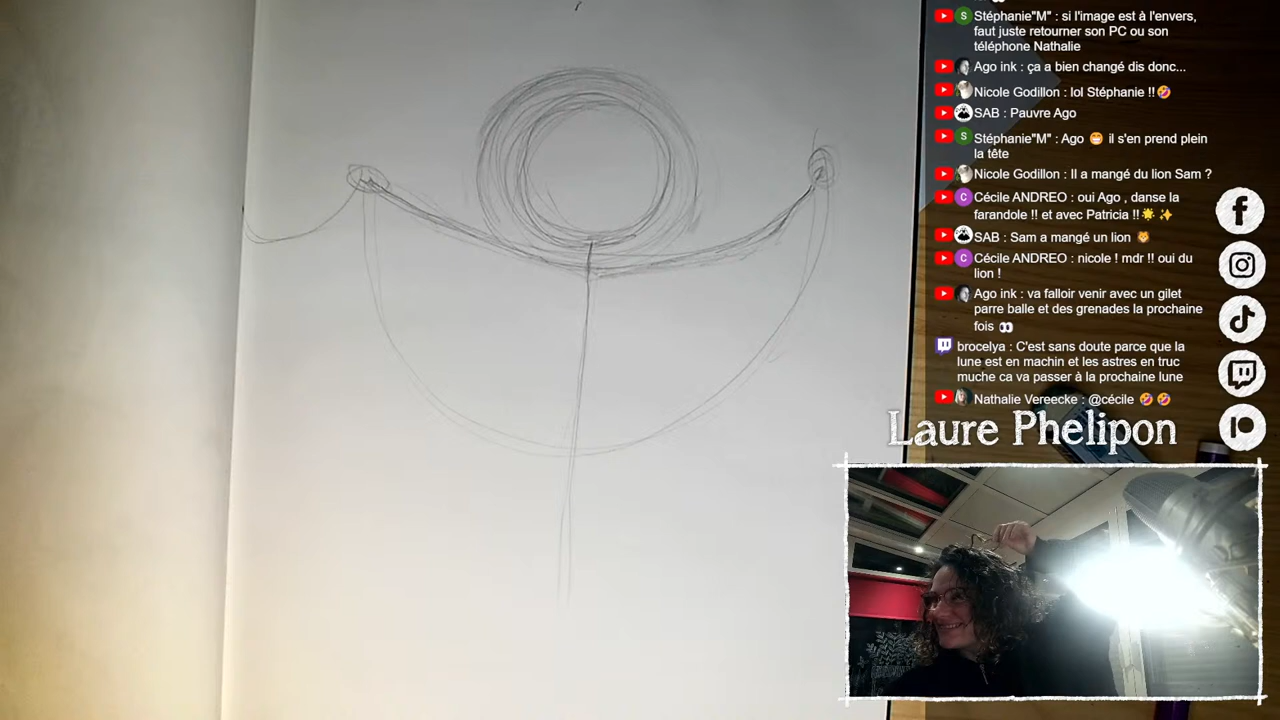 Stéphanie"M" : si l'image est à l'envers,
faut juste retourner son PC ou son
téléphone Nathalie
Ago ink : ça a bien changé dis donc...
Nicole Godillon : lol Stéphanie !!🤣
SAB : Pauvre Ago
Stéphanie"M" : Ago 😁 il s'en prend plein
la tête
Nicole Godillon : Il a mangé du lion Sam ?
Cécile ANDREO : oui Ago , danse la
farandole !! et avec Patricia !!🌟✨
SAB : Sam a mangé un lion 🦁
Cécile ANDREO : nicole ! mdr !! oui du
lion !
Ago ink : va falloir venir avec un gilet
parre balle et des grenades la prochaine
fois 👀
brocelya : C'est sans doute parce que la
lune est en machin et les astres en truc
muche ca va passer à la prochaine lune
Nathalie Vereecke : @cécile 🤣🤣
Laure Phelipon